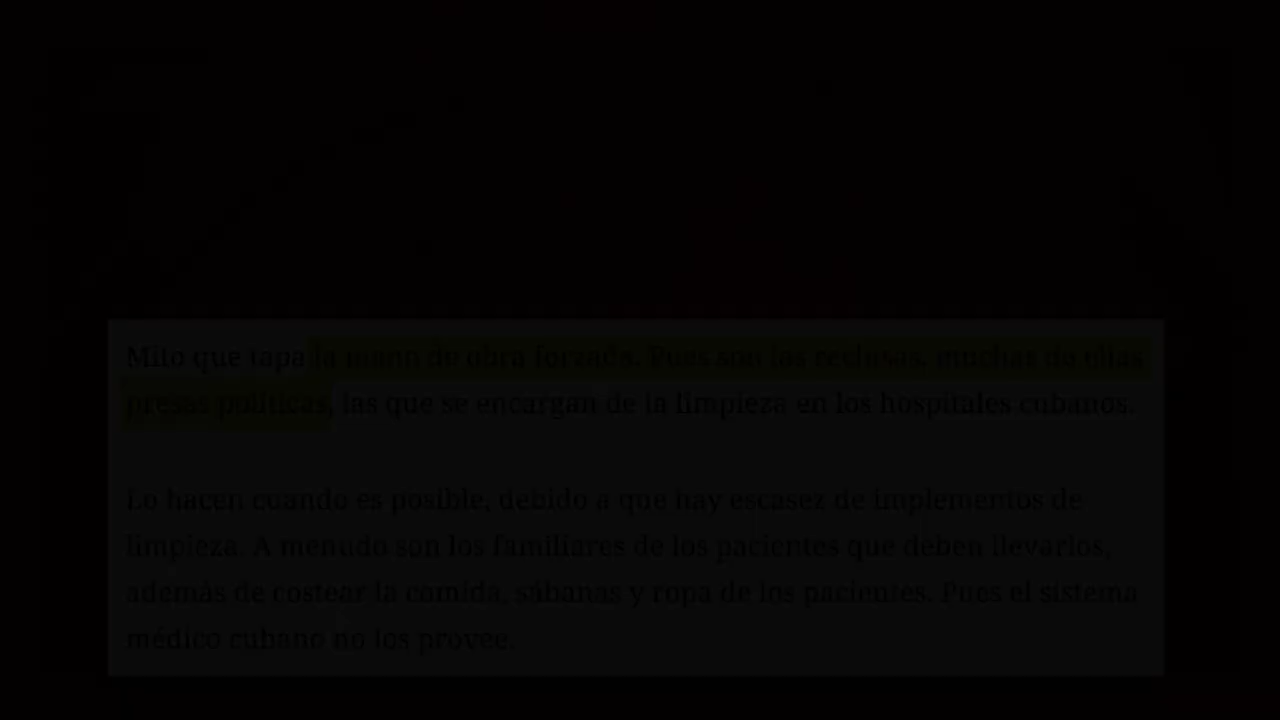 Mito que tapa la mano de obra forzada. Pues son las reclusas, muchas de ellas
presas políticas, las que se encargan de la limpieza en los hospitales cubanos.
Lo hacen cuando es posible, debido a que hay escasez de implementos de
limpieza. A menudo son los familiares de los pacientes que deben llevarlos,
además de costear la comida, sábanas y ropa de los pacientes. Pues el sistema
médico cubano no los provee.